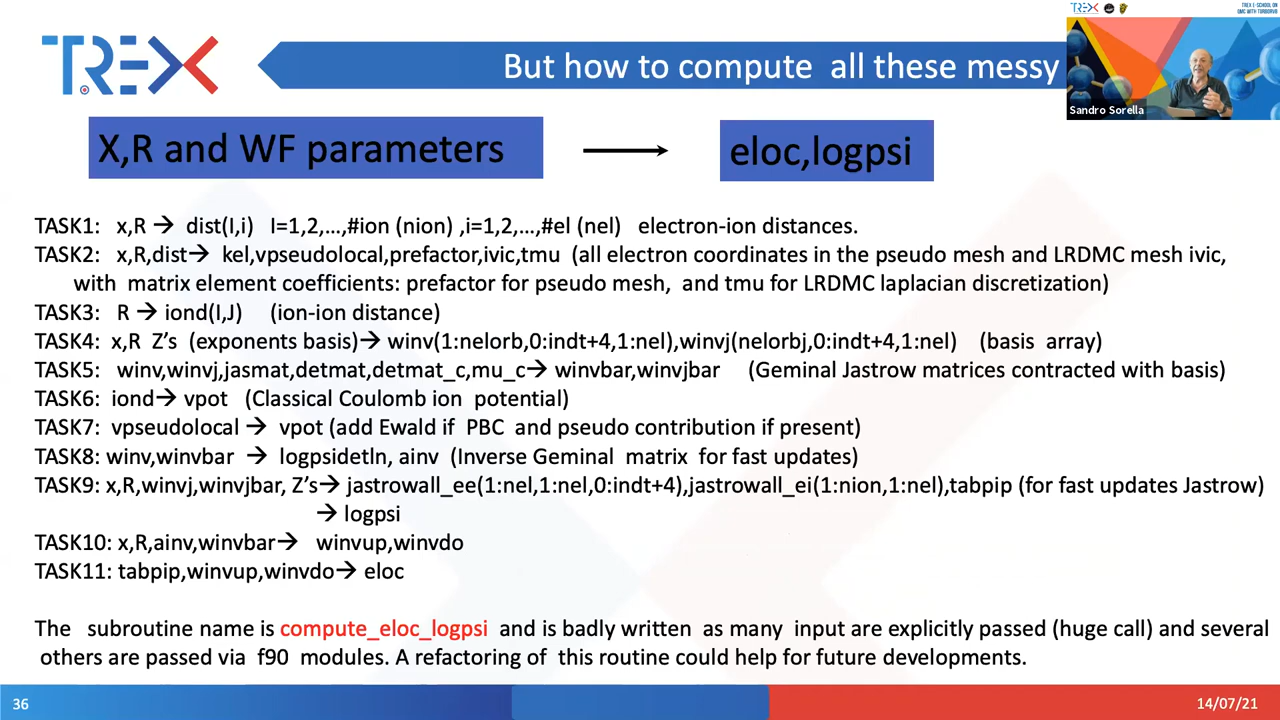 TREX
But how to compute all these messy
TREX
TREX E-SCHOOL ON
QMC WITH TURBORVB
Sandro Sorella
X,R and WF parameters
eloc,logpsi
TASK1: x,R → dist(I,i) I=1,2,…,#ion (nion) ,i=1,2,…,#el (nel) electron-ion distances.
TASK2: x,R,dist→ kel,vpseudolocal,prefactor,ivic,tmu (all electron coordinates in the pseudo mesh and LRDMC mesh ivic,
with matrix element coefficients: prefactor for pseudo mesh, and tmu for LRDMC laplacian discretization)
TASK3: R → iond(I,J) (ion-ion distance)
TASK4: x,R Z's (exponents basis)→ winv(1:nelorb,0:indt+4,1:nel),winvj(nelorbj,0:indt+4,1:nel) (basis array)
TASK5: winv,winvj,jasmat,detmat,detmat_c,mu_c→ winvbar,winvjbar (Geminal Jastrow matrices contracted with basis)
TASK6: iond→ vpot (Classical Coulomb ion potential)
TASK7: vpseudolocal → vpot (add Ewald if PBC and pseudo contribution if present)
TASK8: winv,winvbar → logpsidetln, ainv (Inverse Geminal matrix for fast updates)
TASK9: x,R,winvj,winvjbar, Z's→ jastrowall_ee(1:nel,1:nel,0:indt+4),jastrowall_ei(1:nion,1:nel),tabpip (for fast updates Jastrow)
→ logpsi
TASK10: x,R,ainv,winvbar→ winvup,winvdo
TASK11: tabpip,winvup,winvdo→ eloc
The subroutine name is compute_eloc_logpsi and is badly written as many input are explicitly passed (huge call) and several
others are passed via f90 modules. A refactoring of this routine could help for future developments.
36
14/07/21